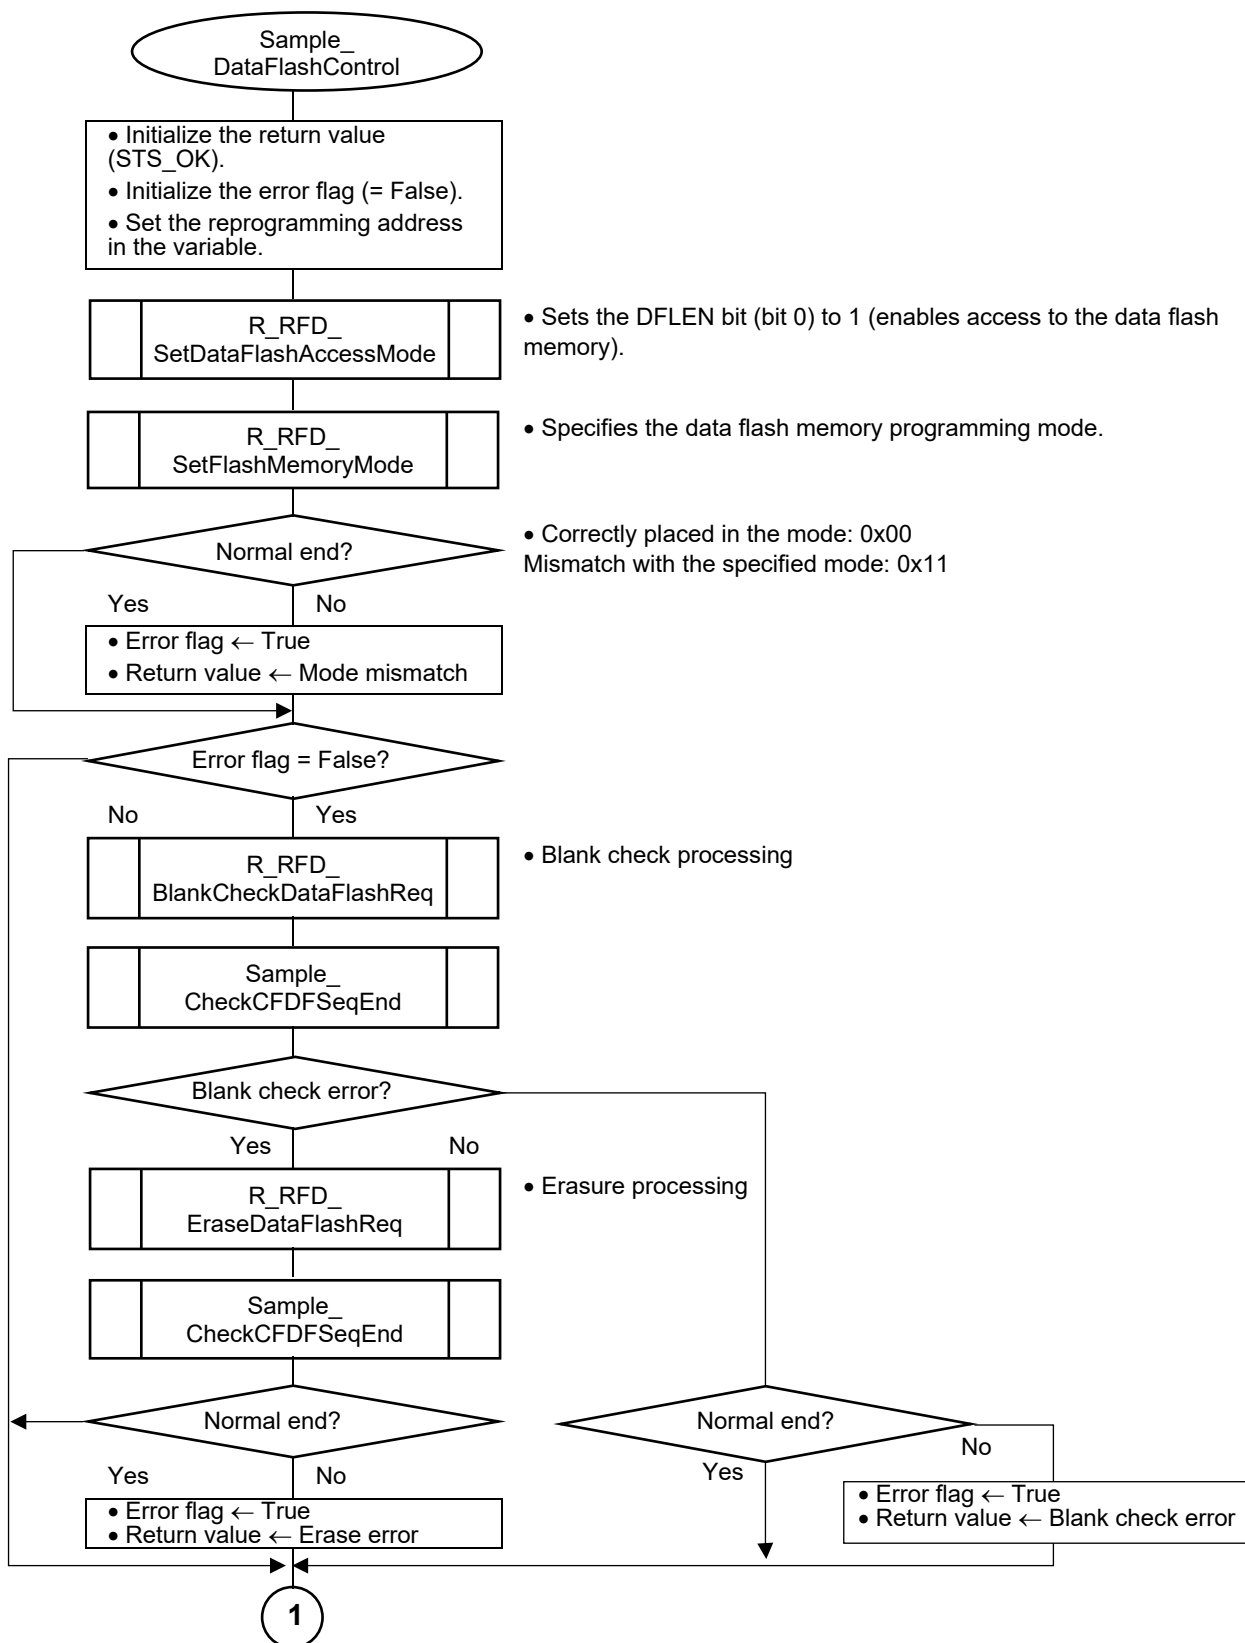 Sample_
DataFlashControl
• Initialize the return value
(STS_OK).
• Initialize the error flag (= False).
• Set the reprogramming address
in the variable.
R_RFD_
SetDataFlashAccessMode
• Sets the DFLEN bit (bit 0) to 1 (enables access to the data flash
memory).
R_RFD_
SetFlashMemoryMode
• Specifies the data flash memory programming mode.
Normal end?
• Correctly placed in the mode: 0x00
Mismatch with the specified mode: 0x11
Yes
No
• Error flag ← True
• Return value ← Mode mismatch
Error flag = False?
No
Yes
R_RFD_
BlankCheckDataFlashReq
• Blank check processing
Sample_
CheckCFDFSeqEnd
Blank check error?
Yes
No
R_RFD_
EraseDataFlashReq
• Erasure processing
Sample_
CheckCFDFSeqEnd
Normal end?
Normal end?
Yes
No
Yes
No
• Error flag ← True
• Return value ← Erase error
• Error flag ← True
• Return value ← Blank check error
1